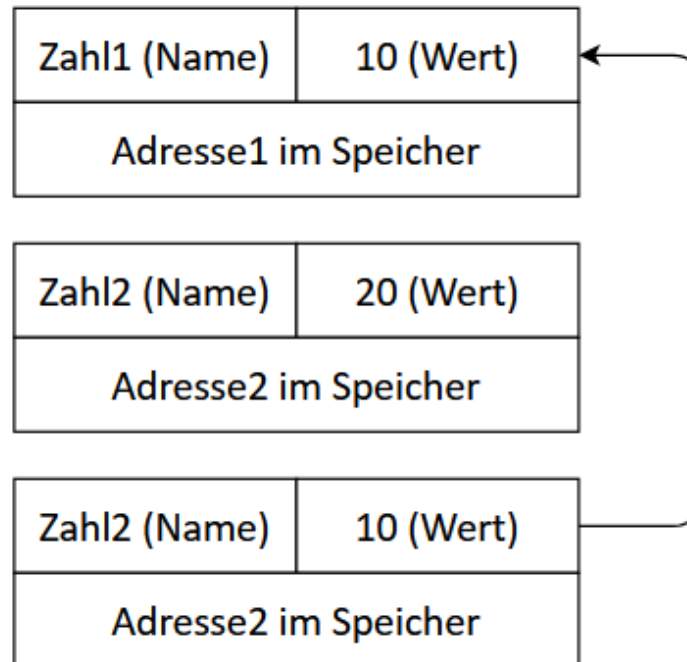 Zahl1 (Name) 10 (Wert)
Adresse1 im Speicher
Zahl2 (Name) 20 (Wert)
Adresse2 im Speicher
Zahl2 (Name) 10 (Wert)
Adresse2 im Speicher